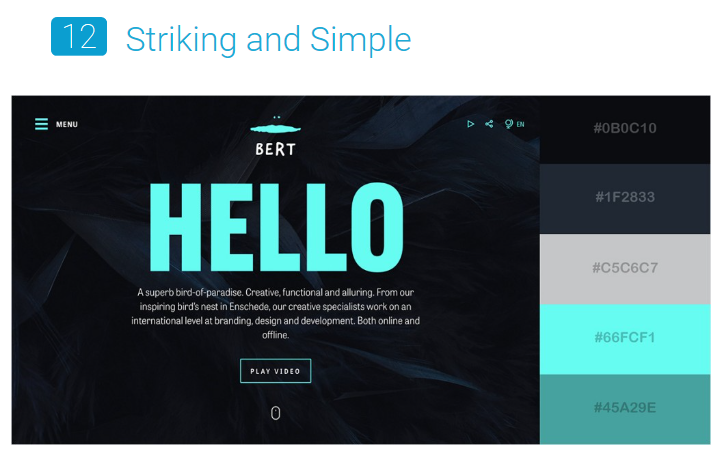 12 Striking and Simple
MENU
BERT
EN
HELLO
A superb bird-of-paradise. Creative, functional and alluring. From our
inspiring bird's nest in Enschede, our creative specialists work on an
international level at branding, design and development. Both online and
offline.
PLAY VIDEO
#0B0C10
#1F2833
#C5C6C7
#66FCF1
#45A29E